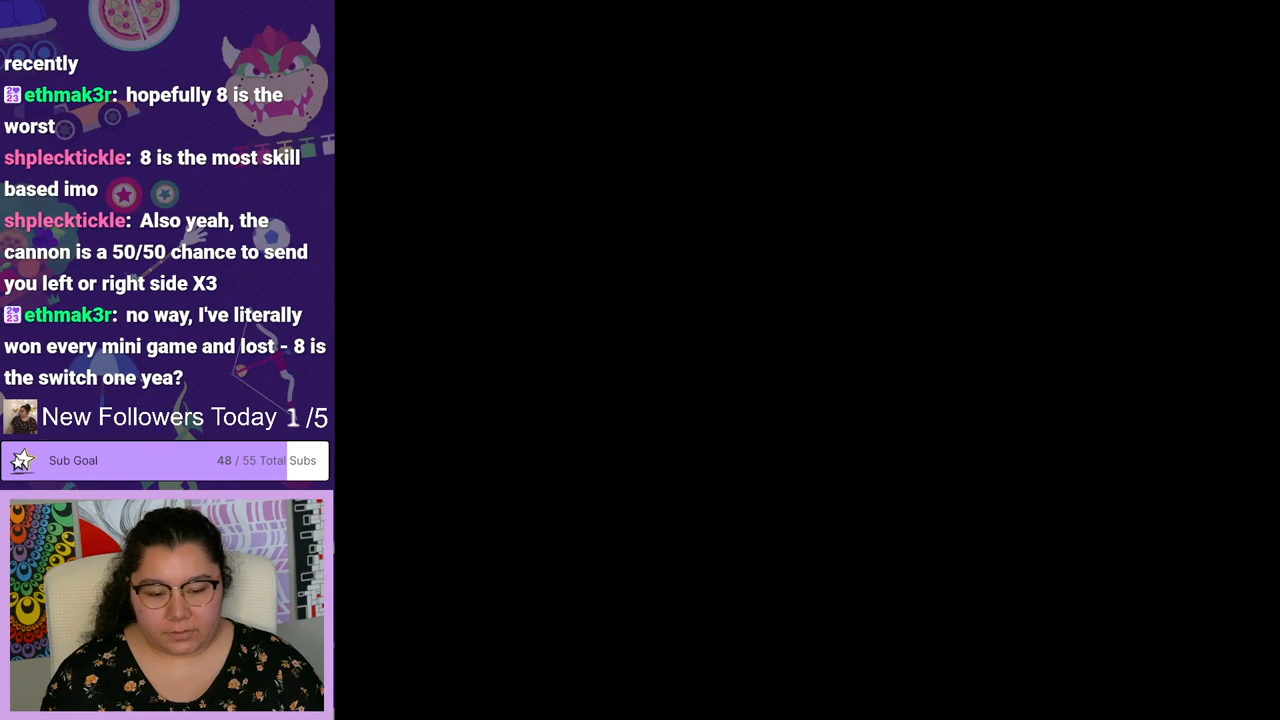 recently
ethmak3r: hopefully 8 is the
worst
shplecktickle: 8 is the most skill
based imo
shplecktickle: Also yeah, the
cannon is a 50/50 chance to send
you left or right side X3
ethmak3r: no way, I've literally
won every mini game and lost - 8 is
the switch one yea?
New Followers Today 1 /5
Sub Goal 48 / 55 Total Subs